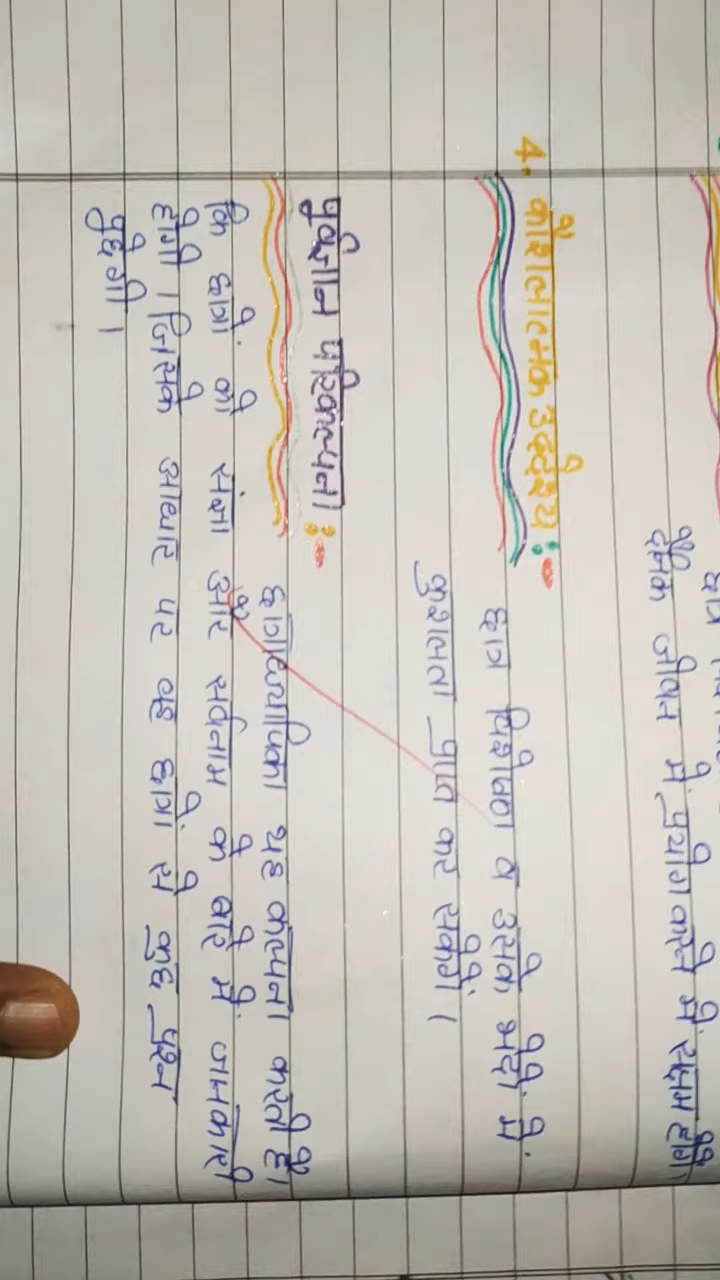 दैनिक जीवन में प्रयोग करने में सक्षम होंगे।
4. कौशलात्मक उद्देश्य :-
छात्र विशेषण व उसके भेदों में
कुशलता प्राप्त कर सकेंगे।
पूर्वज्ञान परिकल्पना :-
छात्राध्यापिका यह कल्पना करती है।
कि छात्रों को संज्ञा और सर्वनाम के बारे में जानकारी
होगी। जिसके आधार पर वह छात्रों से कुछ प्रश्न
पूछेगी।